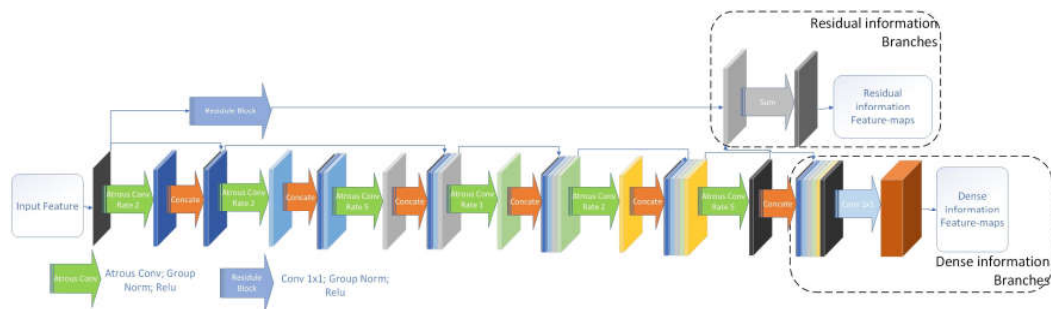 Residual information
Branches
Residule Block
Sum
Residual
information
Feature-maps
Input Feature
Atrous Conv
Rate 2
Concate
Atrous Conv
Rate 2
Concate
Atrous Conv
Rate 5
Concate
Atrous Conv
Rate 1
Concate
Atrous Conv
Rate 2
Concate
Atrous Conv
Rate 5
Concate
Conv 1x1
Dense
information
Feature-maps
Dense information
Branches
Atrous Conv
Atrous Conv; Group
Norm; Relu
Residule
Block
Conv 1x1; Group Norm;
Relu